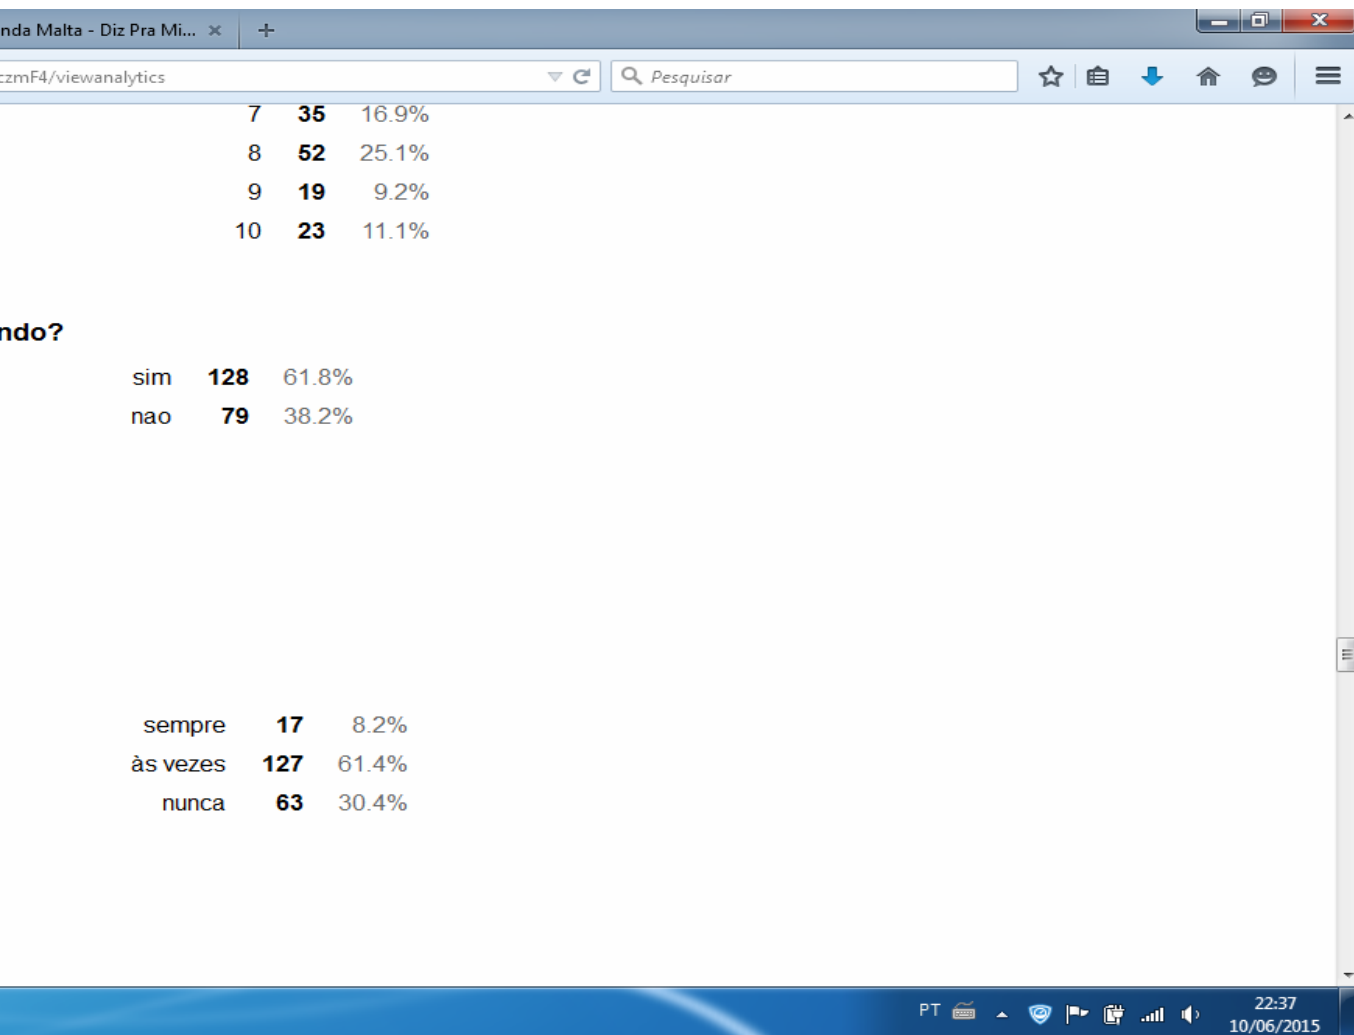 nda Malta - Diz Pra Mi...
czmF4/viewanalytics
Pesquisar
7 35 16.9%
8 52 25.1%
9 19 9.2%
10 23 11.1%
ndo?
sim 128 61.8%
nao 79 38.2%
sempre 17 8.2%
às vezes 127 61.4%
nunca 63 30.4%
PT
22:37
10/06/2015